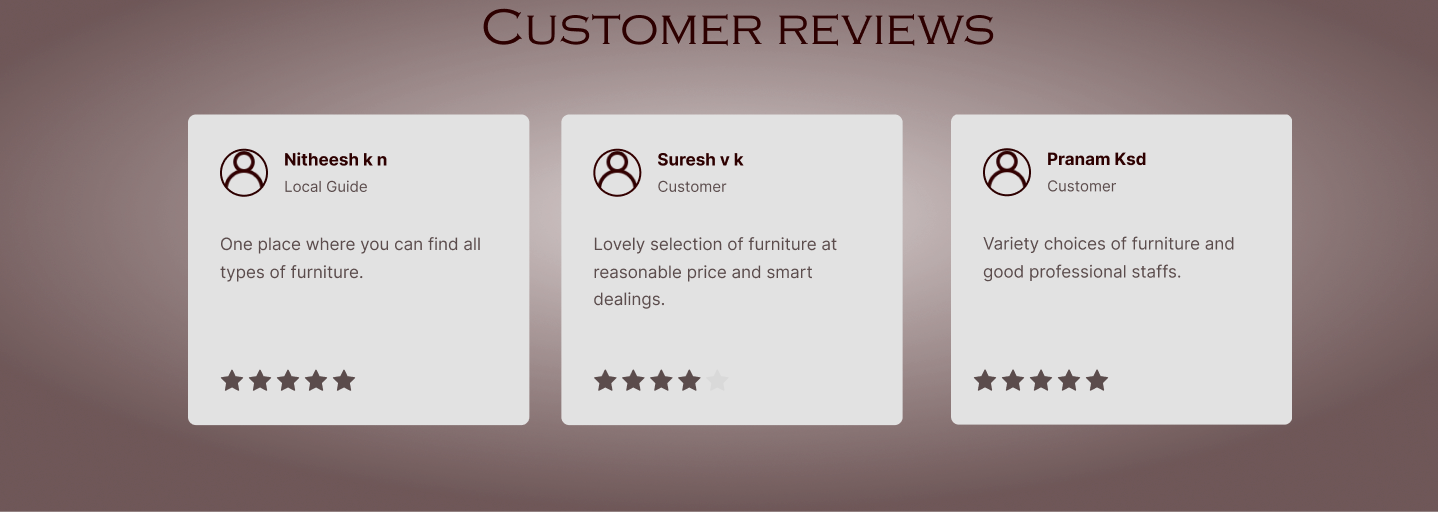 Customer reviews
Nitheesh k n
Local Guide
One place where you can find all
types of furniture.
Suresh v k
Customer
Lovely selection of furniture at
reasonable price and smart
dealings.
Pranam Ksd
Customer
Variety choices of furniture and
good professional staffs.